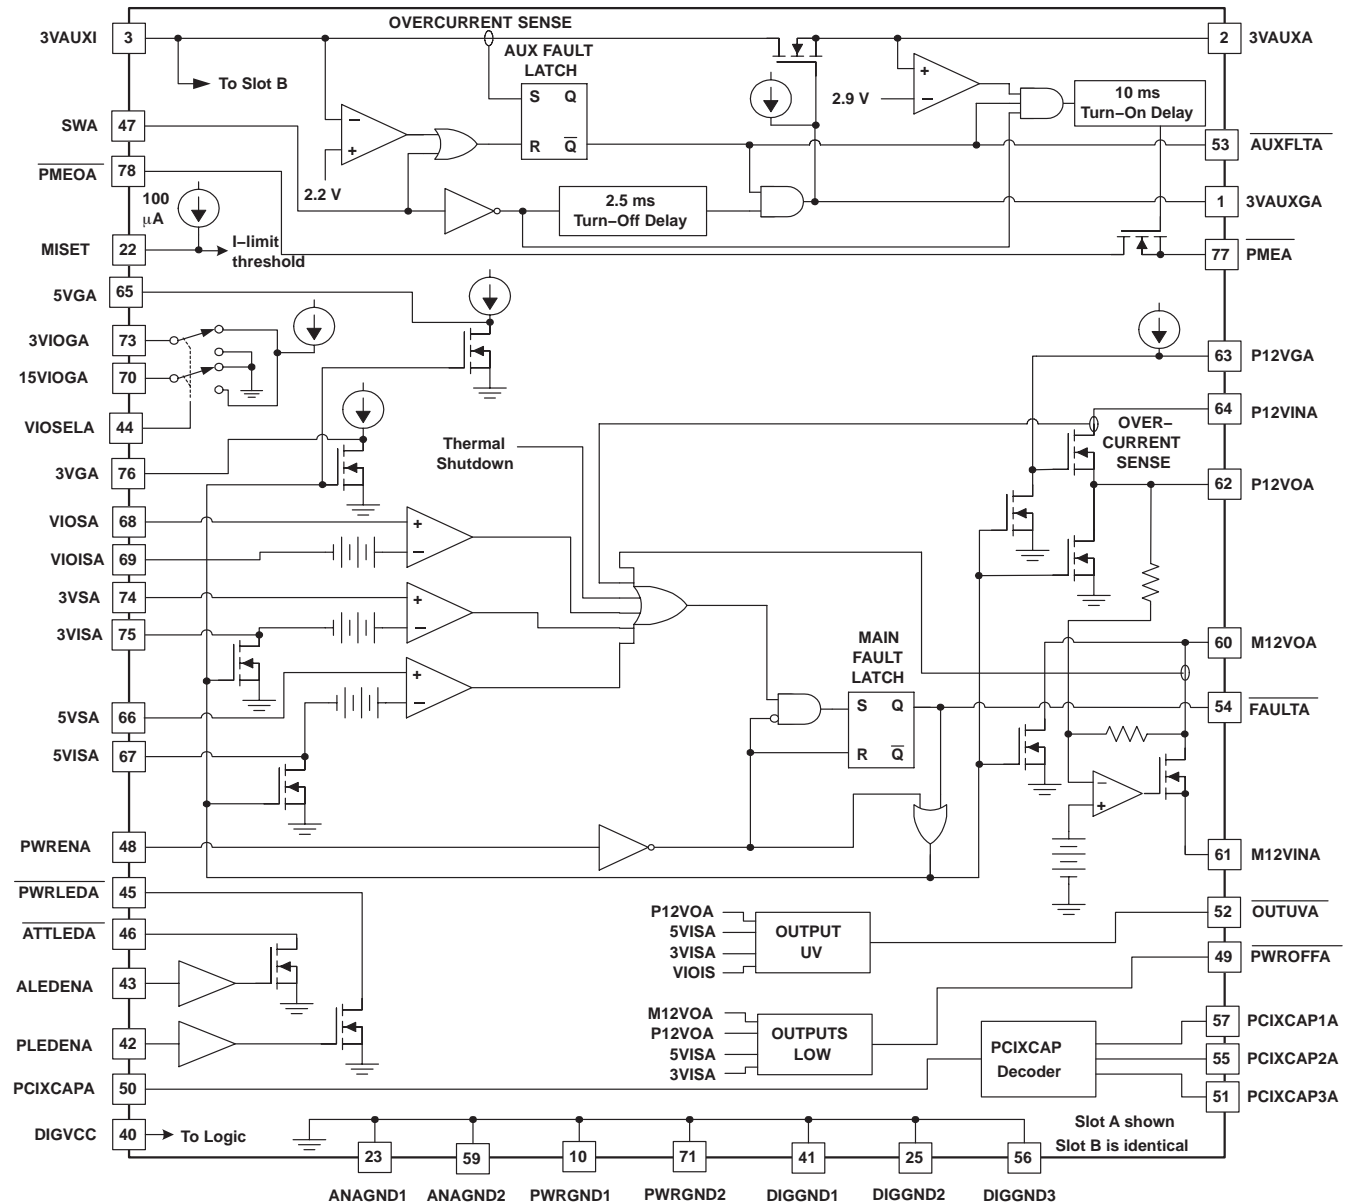 OVERCURRENT SENSE
3VAUXI 3
2 3VAUXA
AUX FAULT
LATCH
To Slot B
S Q
R Q
2.9 V
+
−
10 ms
Turn−On Delay
SWA 47
−
+
2.2 V
53 AUXFLTA
PMEOA 78
2.5 ms
Turn−Off Delay
1 3VAUXGA
100
µA
MISET 22
I−limit
threshold
77 PMEA
5VGA 65
3VIOGA 73
63 P12VGA
15VIOGA 70
64 P12VINA
OVER−
CURRENT
SENSE
VIOSELA 44
Thermal
Shutdown
3VGA 76
62 P12VOA
VIOSA 68
+
−
VIOISA 69
3VSA 74
+
−
3VISA 75
60 M12VOA
MAIN
FAULT
LATCH
5VSA 66
+
−
S Q
R Q
54 FAULTA
5VISA 67
−
+
PWRENA 48
61 M12VINA
PWRLEDA 45
P12VOA
5VISA
3VISA
VIOIS
OUTPUT
UV
52 OUTUVA
ATTLEDA 46
49 PWROFFA
ALEDENA 43
M12VOA
P12VOA
5VISA
3VISA
OUTPUTS
LOW
57 PCIXCAP1A
PLEDENA 42
PCIXCAP
Decoder
55 PCIXCAP2A
PCIXCAPA 50
51 PCIXCAP3A
DIGVCC 40 To Logic
Slot A shown
Slot B is identical
23 59 10 71 41 25 56
ANAGND1 ANAGND2 PWRGND1 PWRGND2 DIGGND1 DIGGND2 DIGGND3